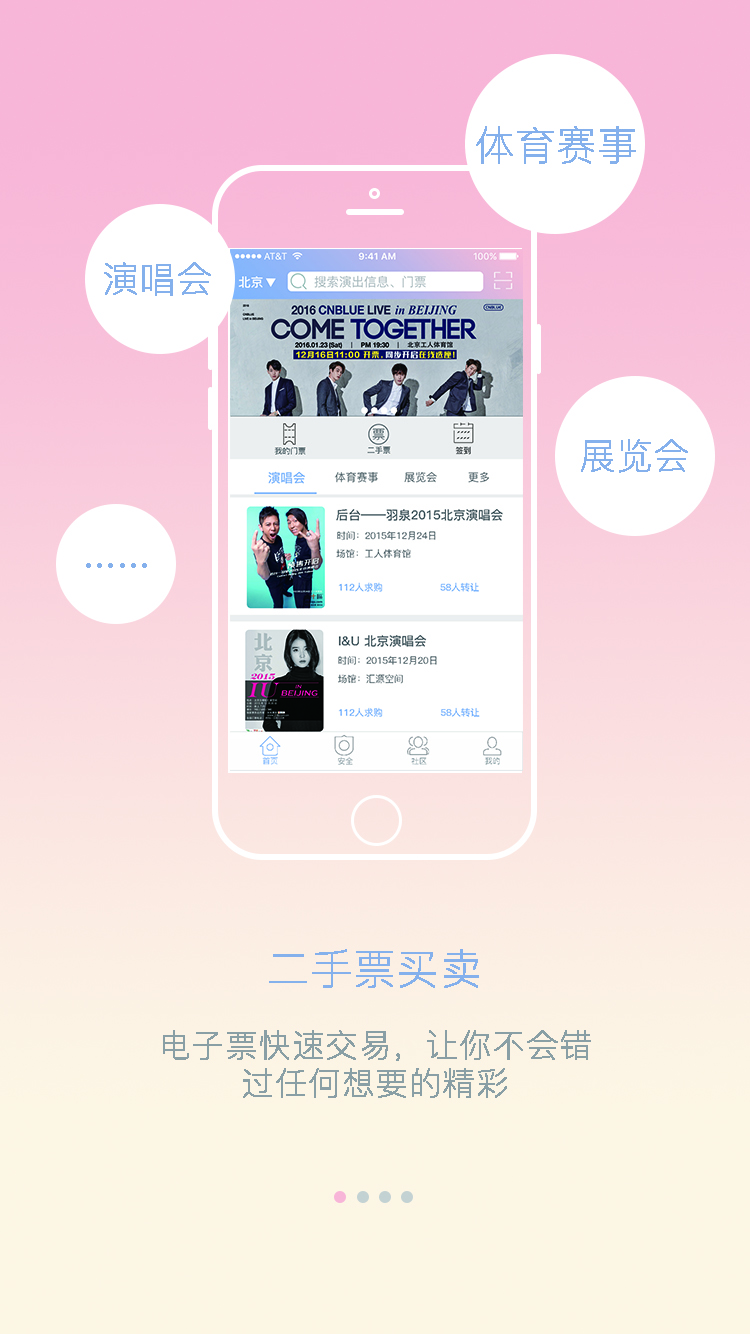 体育赛事
演唱会
展览会
......
AT&T 9:41 AM 100%
北京 搜索演出信息、门票
2016 CNBLUE LIVE in BEIJING
CNBLUE
COME TOGETHER
2016.01.23(Sat) | PM 19:30 | 北京工人体育馆
12月16日11:00 开票，同步开启在线选座!
我的门票 二手票 签到
票
演唱会 体育赛事 展览会 更多
后台——羽泉2015北京演唱会
时间：2015年12月24日
场馆：工人体育馆
112人求购 58人转让
北京
2015
IU IN BEIJING
I&U 北京演唱会
时间：2015年12月20日
场馆：汇源空间
112人求购 58人转让
首页 安全 社区 我的
二手票买卖
电子票快速交易，让你不会错
过任何想要的精彩